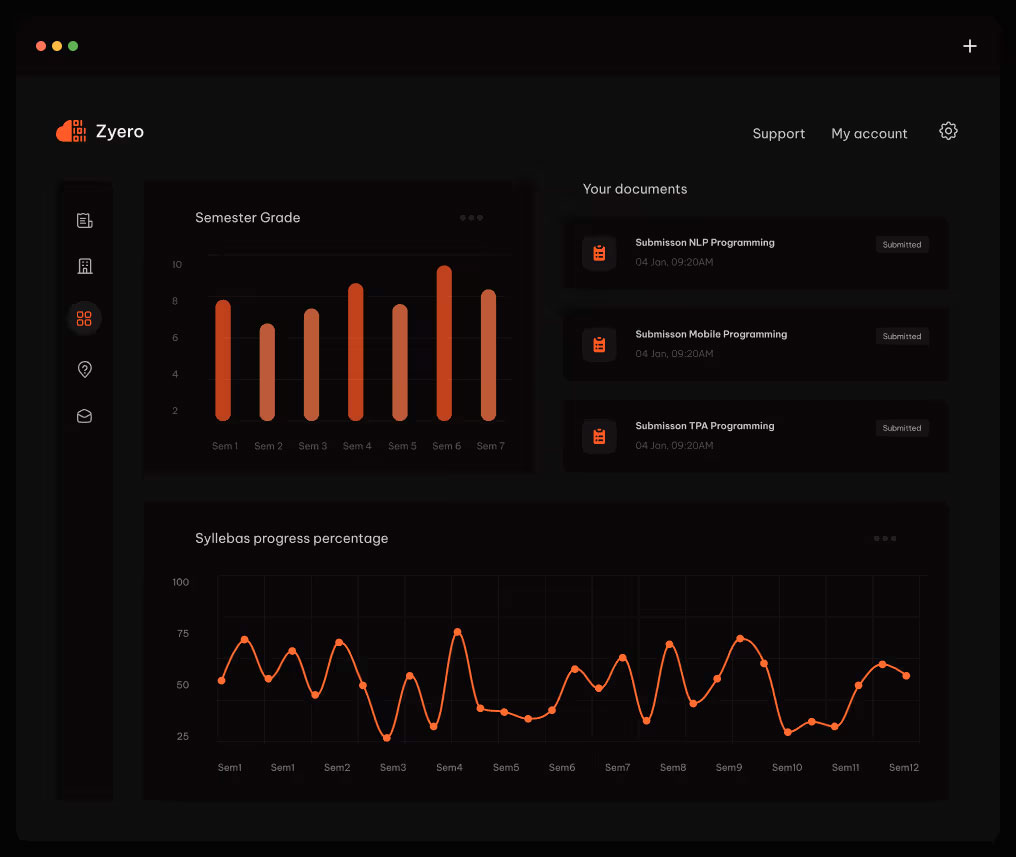 Zyero
Support
My account
Semester Grade
10
8
6
4
2
Sem 1 Sem 2 Sem 3 Sem 4 Sem 5 Sem 6 Sem 7
Your documents
Submisson NLP Programming
Submitted
04 Jan, 09:20AM
Submisson Mobile Programming
Submitted
04 Jan, 09:20AM
Submisson TPA Programming
Submitted
04 Jan, 09:20AM
Syllebas progress percentage
100
75
50
25
Sem1 Sem1 Sem2 Sem3 Sem4 Sem5 Sem6 Sem7 Sem8 Sem9 Sem10 Sem11 Sem12